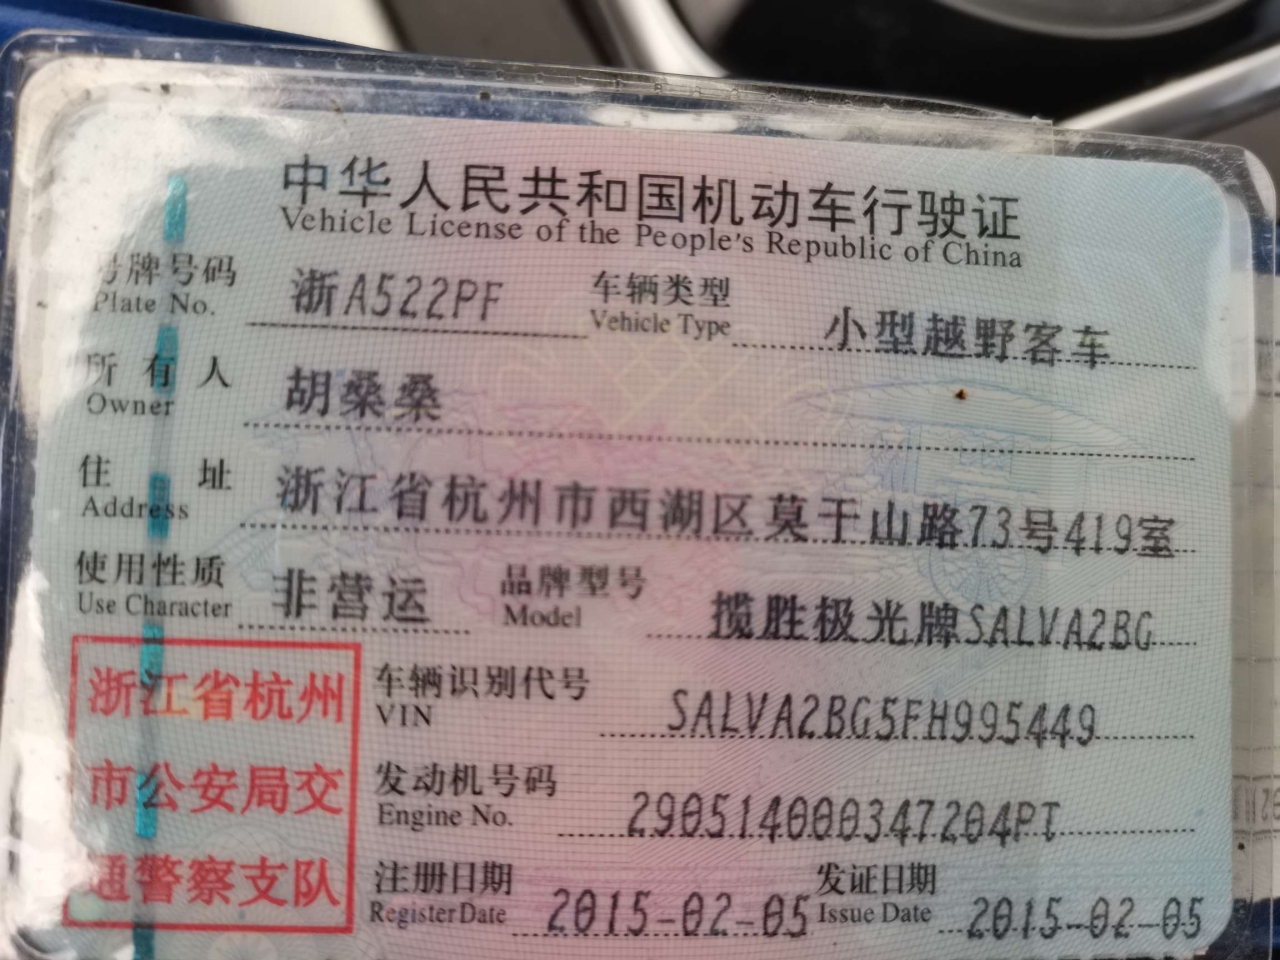 中华人民共和国机动车行驶证
Vehicle License of the People's Republic of China
号牌号码 浙A522PF 车辆类型 小型越野客车
Plate No. Vehicle Type
所有人 胡桑桑
Owner
住址 浙江省杭州市西湖区莫干山路73号419室
Address
使用性质 非营运 品牌型号 揽胜极光牌SALVA2BG
Use Character Model
浙江省杭州
市公安局交
通警察支队
车辆识别代号 SALVA2BG5FH995449
VIN
发动机号码 290514000347204PT
Engine No.
注册日期 2015-02-05 发证日期 2015-02-05
Register Date Issue Date